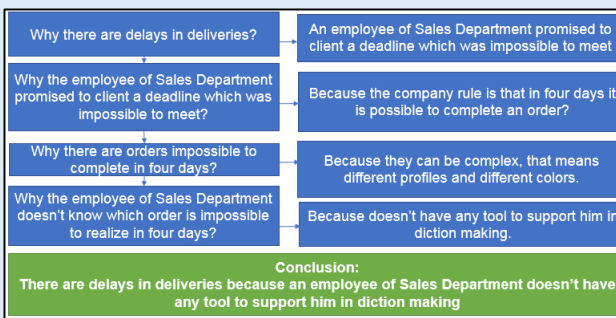 Why there are delays in deliveries?
An employee of Sales Department promised to
client a deadline which was impossible to meet
Why the employee of Sales Department
promised to client a deadline which was
impossible to meet?
Because the company rule is that in four days it
is possible to complete an order?
Why there are orders impossible to
complete in four days?
Because they can be complex, that means
different profiles and different colors.
Why the employee of Sales Department
doesn't know which order is impossible
to realize in four days?
Because doesn't have any tool to support him in
diction making.
Conclusion:
There are delays in deliveries because an employee of Sales Department doesn't have
any tool to support him in diction making